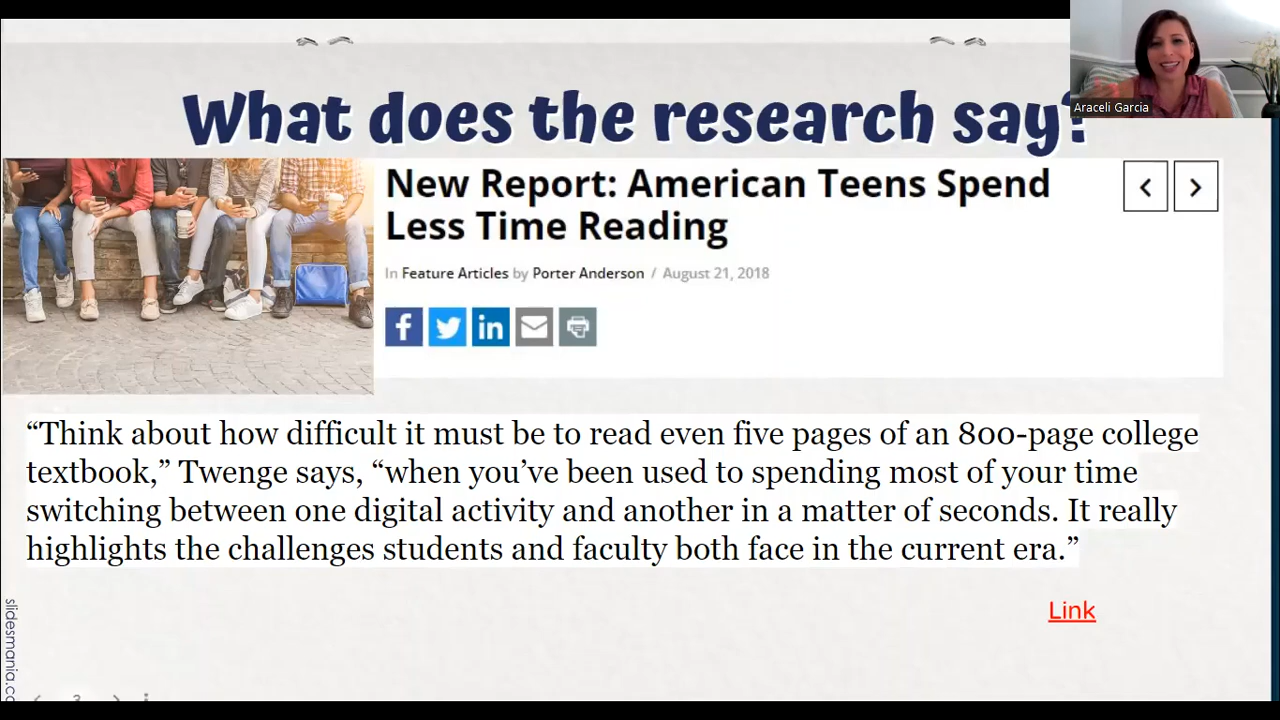 What does the research say?
Araceli Garcia
New Report: American Teens Spend
Less Time Reading
In Feature Articles by Porter Anderson / August 21, 2018
“Think about how difficult it must be to read even five pages of an 800-page college
textbook,” Twenge says, “when you’ve been used to spending most of your time
switching between one digital activity and another in a matter of seconds. It really
highlights the challenges students and faculty both face in the current era.”
Link
slidesmania.c